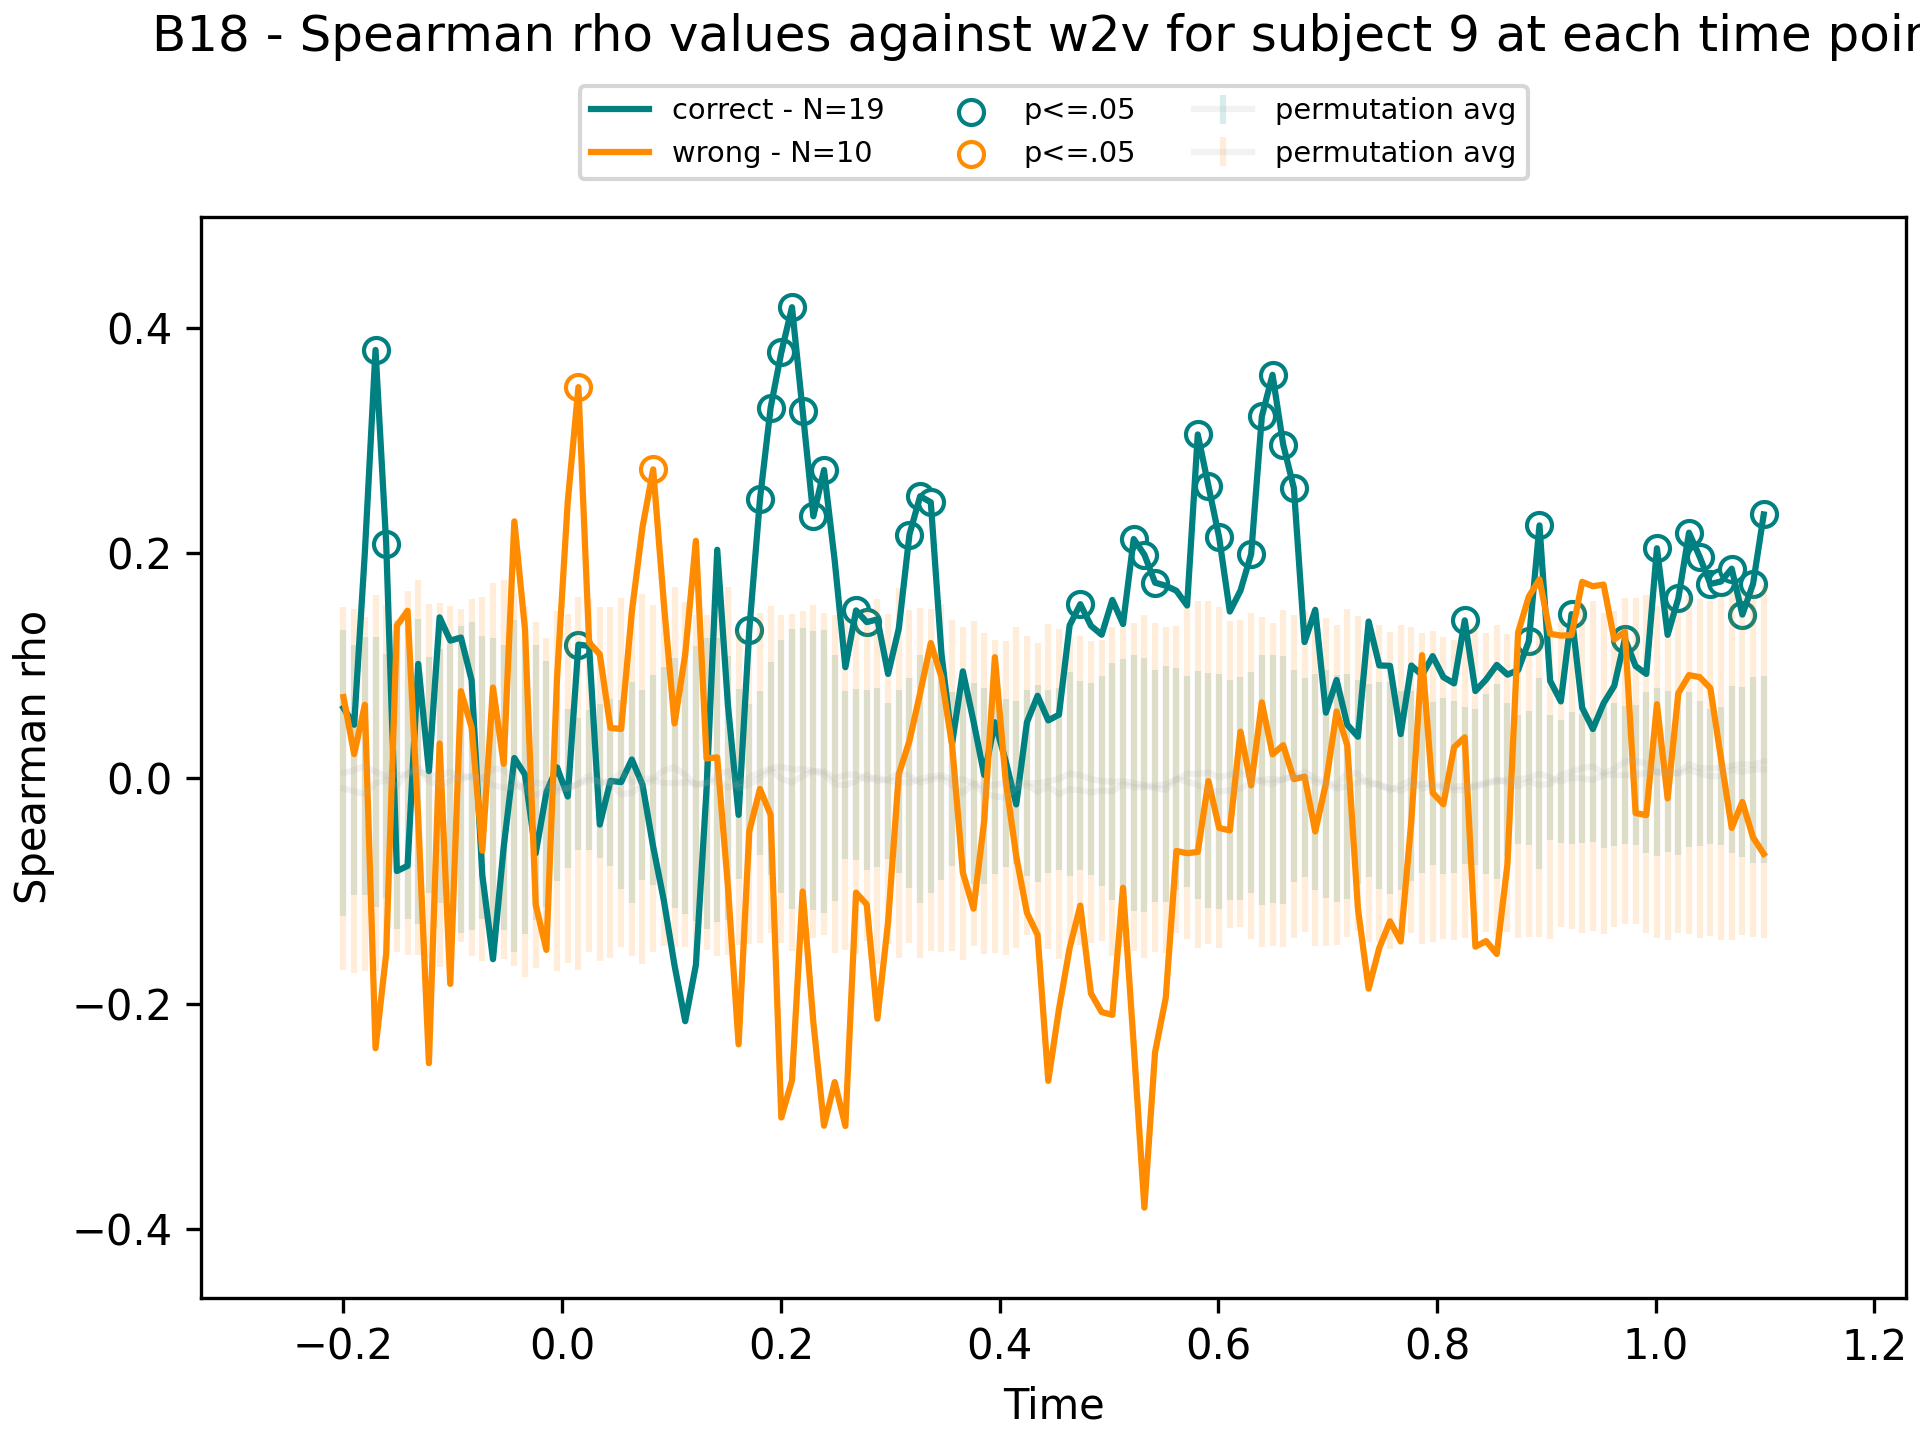 B18 - Spearman rho values against w2v for subject 9 at each time
correct - N=19 p<=.05 permutation avg
wrong - N=10 p<=.05 permutation avg
Spearman rho
0.4
0.2
0.0
−0.2
−0.4
−0.2 0.0 0.2 0.4 0.6 0.8 1.0 1.2
Time